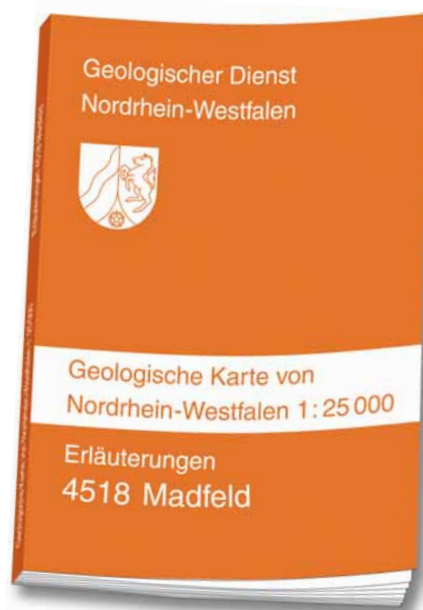 Geologischer Dienst
Nordrhein-Westfalen
Geologische Karte von
Nordrhein-Westfalen 1 : 25 000
Erläuterungen
4518 Madfeld